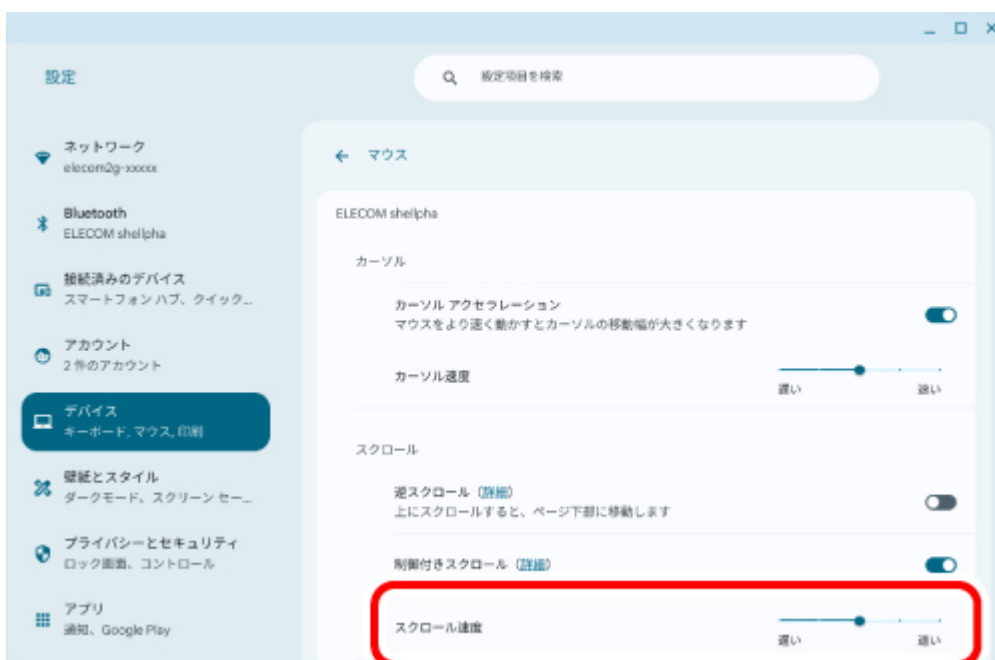 設定
設定項目を検索
ネットワーク
elecom2g-xxxxx
Bluetooth
ELECOM shellpha
接続済みのデバイス
スマートフォン ハブ、クイック...
アカウント
2 件のアカウント
デバイス
キーボード, マウス, 印刷
壁紙とスタイル
ダークモード、スクリーン セー...
プライバシーとセキュリティ
ロック画面、コントロール
アプリ
通知、Google Play
マウス
ELECOM shellpha
カーソル
カーソル アクセラレーション
マウスをより速く動かすとカーソルの移動幅が大きくなります
カーソル速度
遅い
速い
スクロール
逆スクロール（詳細）
上にスクロールすると、ページ下部に移動します
制御付きスクロール（詳細）
スクロール速度
遅い
速い